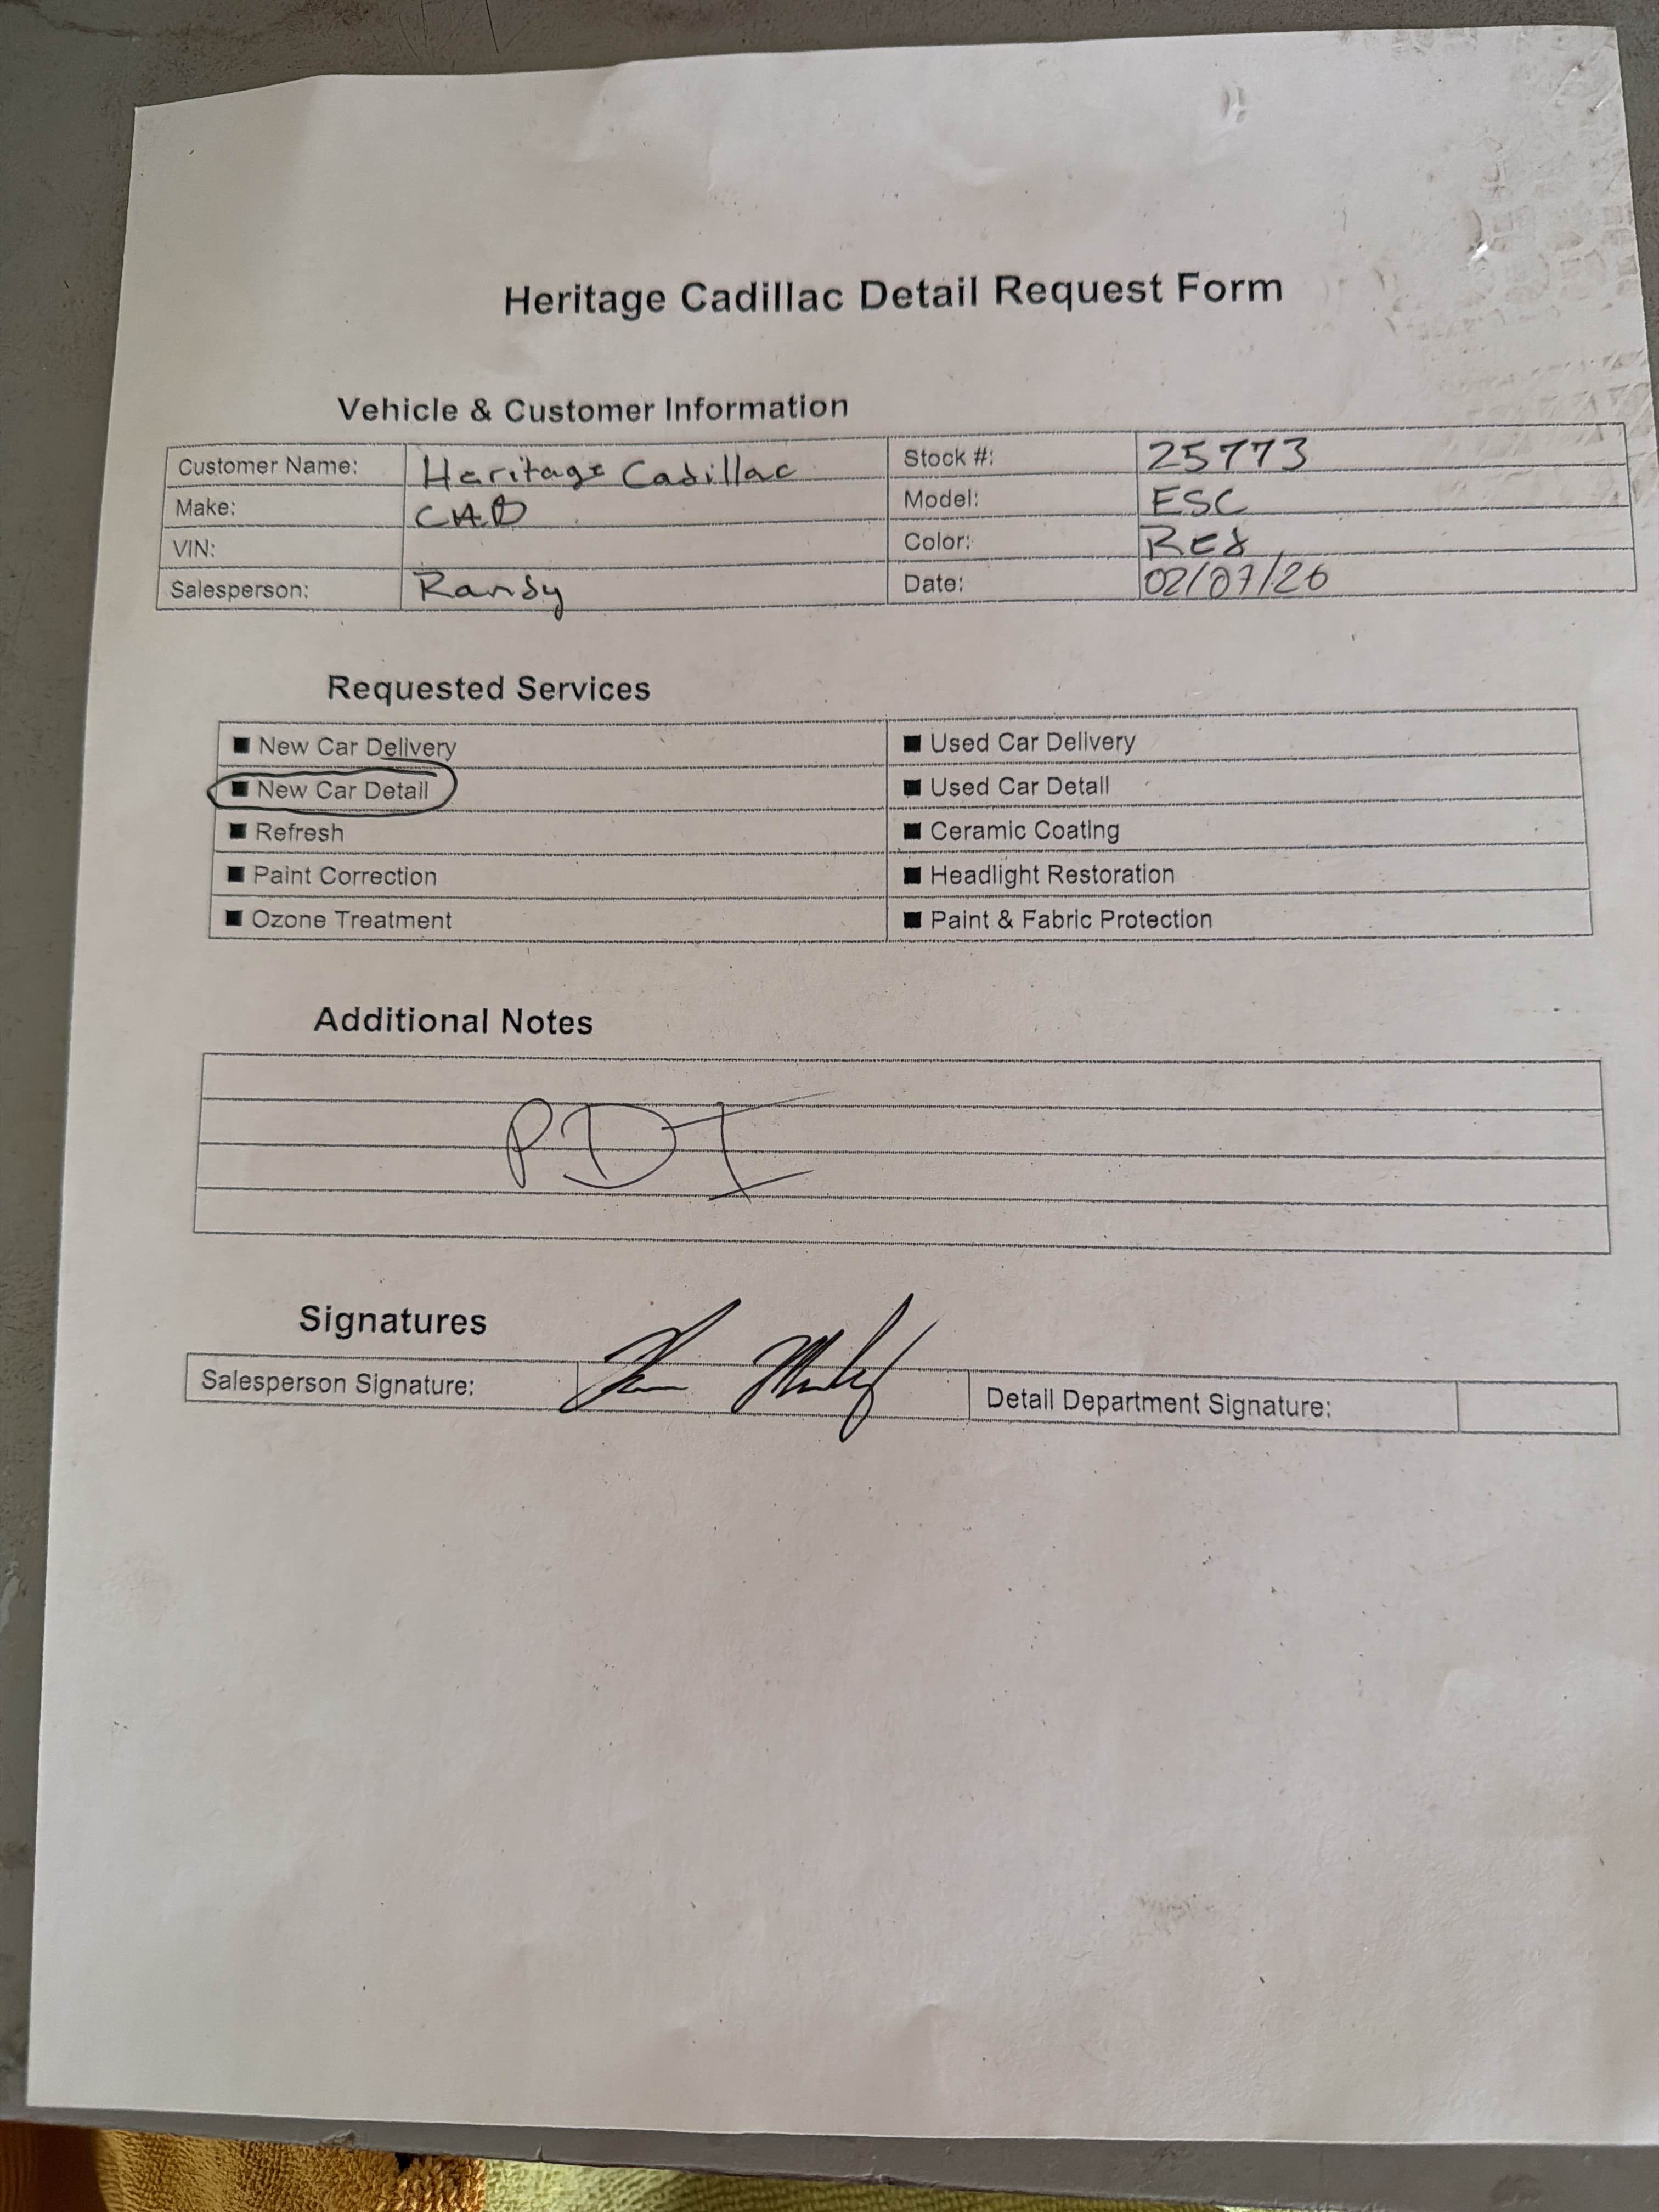 Heritage Cadillac Detail Request Form
Vehicle & Customer Information
Customer Name: Heritage Cadillac Stock #: 25773
Make: CAD Model: ESC
VIN: Color: Red
Salesperson: Randy Date: 02/07/26
Requested Services
■ New Car Delivery ■ Used Car Delivery
■ New Car Detail ■ Used Car Detail
■ Refresh ■ Ceramic Coating
■ Paint Correction ■ Headlight Restoration
■ Ozone Treatment ■ Paint & Fabric Protection
Additional Notes
PDI
Signatures
Salesperson Signature: Detail Department Signature: